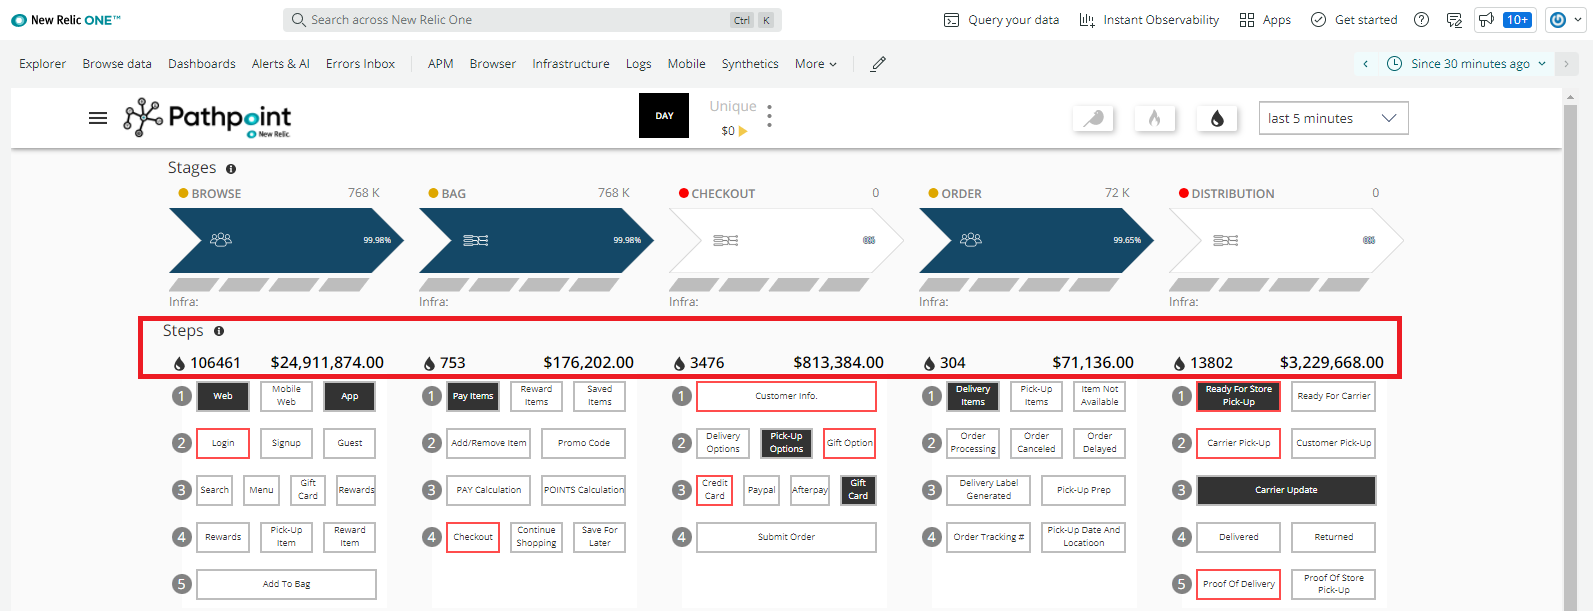 New Relic ONE™
Search across New Relic One
Ctrl K
Query your data
Instant Observability
Apps
Get started
10+
Explorer Browse data Dashboards Alerts & AI Errors Inbox APM Browser Infrastructure Logs Mobile Synthetics More
Since 30 minutes ago
Pathpoint
New Relic.
DAY
Unique
$0
last 5 minutes
Stages
BROWSE 768 K BAG 768 K CHECKOUT 0 ORDER 72 K DISTRIBUTION 0
99.98% 99.98% 0% 99.65% 0%
Infra: Infra: Infra: Infra: Infra:
Steps
106461 $24,911,874.00 753 $176,202.00 3476 $813,384.00 304 $71,136.00 13802 $3,229,668.00
1
Web
Mobile
Web
App
2
Login
Signup
Guest
3
Search
Menu
Gift
Card
Rewards
4
Rewards
Pick-Up
Item
Reward
Item
5
Add To Bag
1
Pay Items
Reward
Items
Saved
Items
2
Add/Remove Item
Promo Code
3
PAY Calculation
POINTS Calculation
4
Checkout
Continue
Shopping
Save For
Later
1
Customer Info.
2
Delivery
Options
Pick-Up
Options
Gift Option
3
Credit
Card
Paypal
Afterpay
Gift
Card
4
Submit Order
1
Delivery
Items
Pick-Up
Items
Item Not
Available
2
Order
Processing
Order
Canceled
Order
Delayed
3
Delivery Label
Generated
Pick-Up Prep
4
Order Tracking #
Pick-Up Date And
Locatioon
1
Ready For Store
Pick-Up
Ready For Carrier
2
Carrier Pick-Up
Customer Pick-Up
3
Carrier Update
4
Delivered
Returned
5
Proof Of Delivery
Proof Of Store
Pick-Up